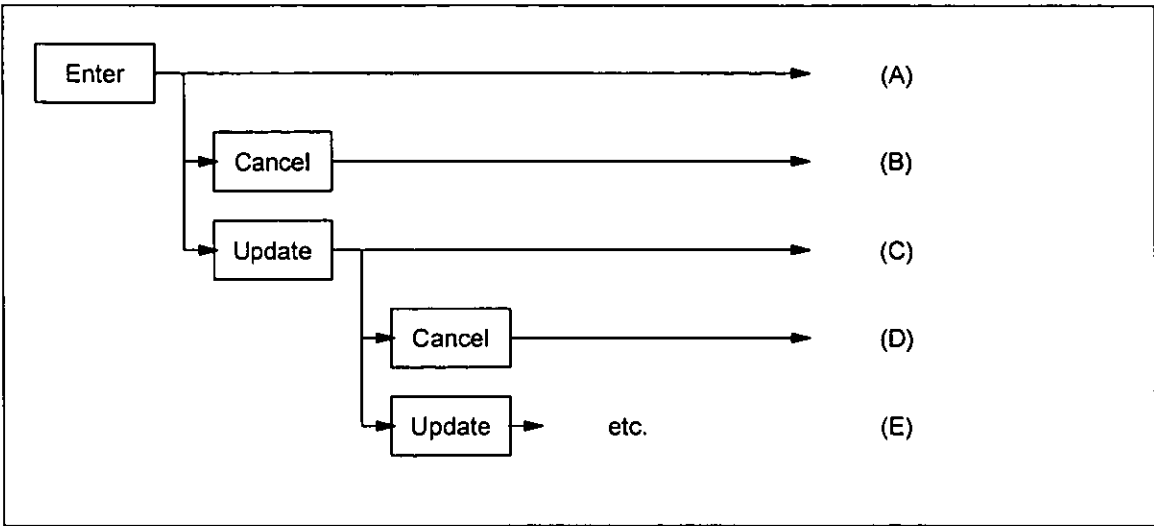 Enter (A)
Cancel (B)
Update (C)
Cancel (D)
Update etc. (E)